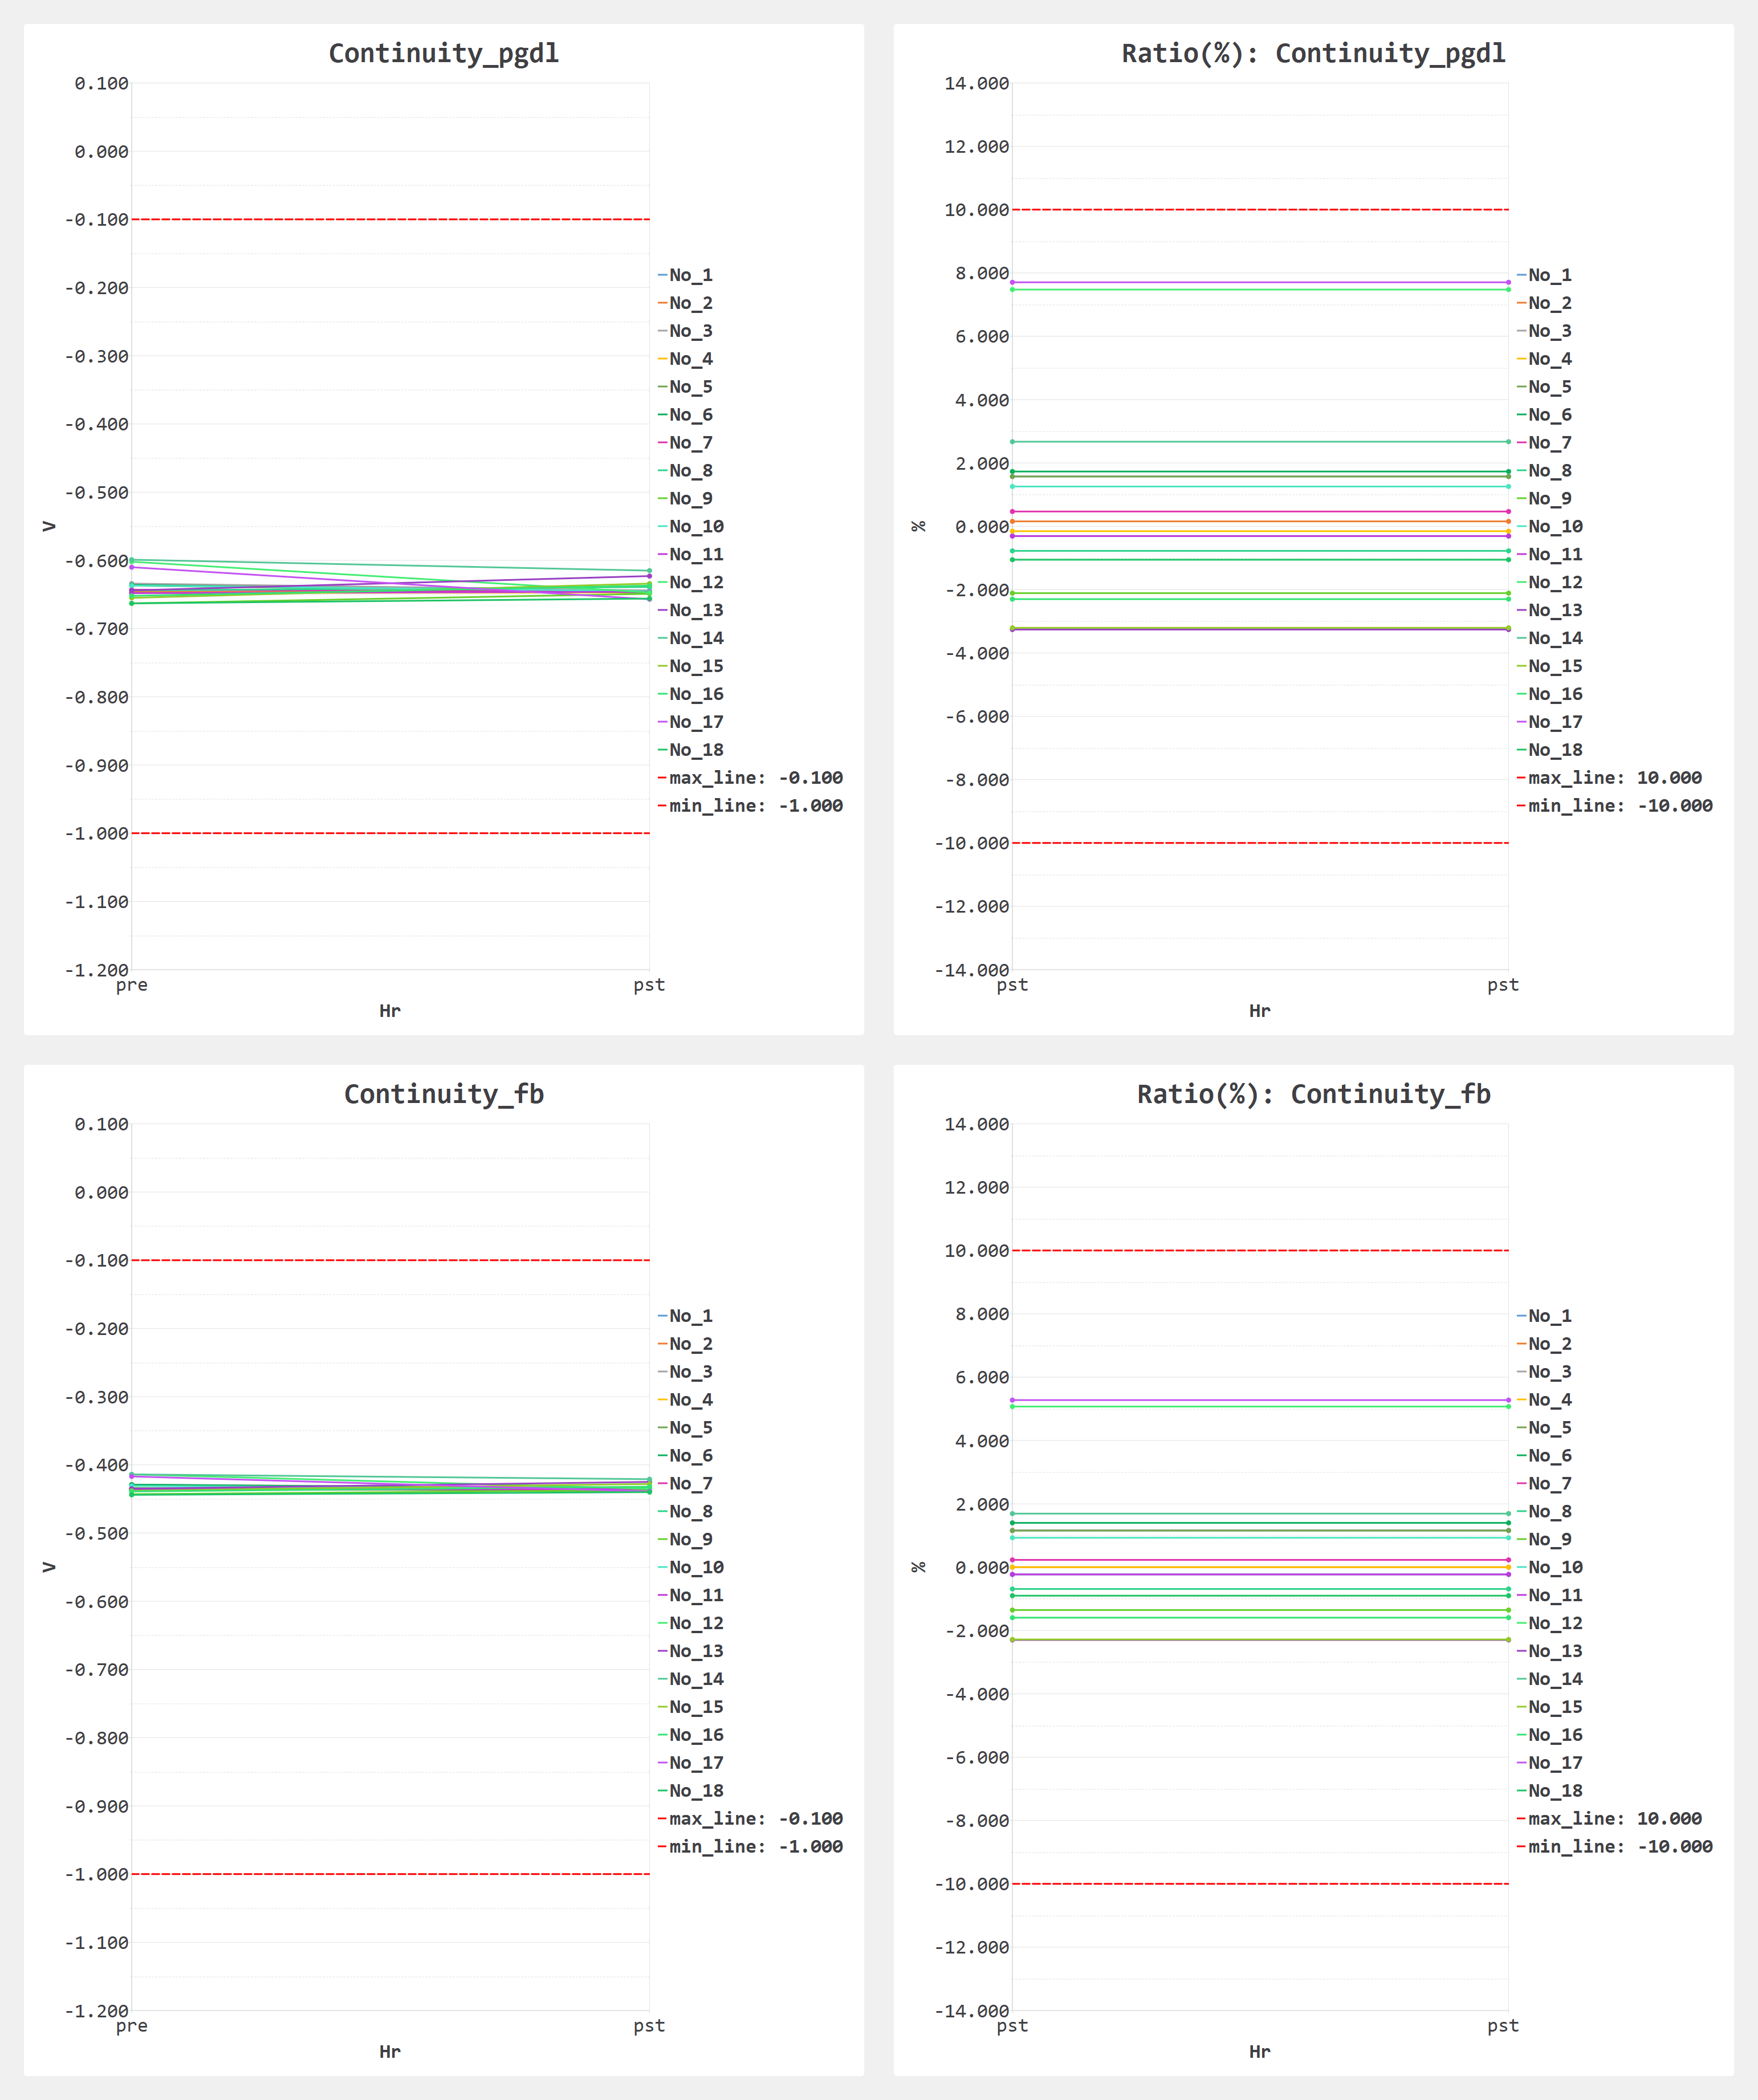 Continuity_pgdl
0.100
0.000
-0.100
-0.200
-0.300
-0.400
-0.500
-0.600
-0.700
-0.800
-0.900
-1.000
-1.100
-1.200
V
pre
pst
Hr
No_1
No_2
No_3
No_4
No_5
No_6
No_7
No_8
No_9
No_10
No_11
No_12
No_13
No_14
No_15
No_16
No_17
No_18
max_line: -0.100
min_line: -1.000
Ratio(%): Continuity_pgdl
14.000
12.000
10.000
8.000
6.000
4.000
2.000
0.000
-2.000
-4.000
-6.000
-8.000
-10.000
-12.000
-14.000
%
pst
pst
Hr
No_1
No_2
No_3
No_4
No_5
No_6
No_7
No_8
No_9
No_10
No_11
No_12
No_13
No_14
No_15
No_16
No_17
No_18
max_line: 10.000
min_line: -10.000
Continuity_fb
0.100
0.000
-0.100
-0.200
-0.300
-0.400
-0.500
-0.600
-0.700
-0.800
-0.900
-1.000
-1.100
-1.200
V
pre
pst
Hr
No_1
No_2
No_3
No_4
No_5
No_6
No_7
No_8
No_9
No_10
No_11
No_12
No_13
No_14
No_15
No_16
No_17
No_18
max_line: -0.100
min_line: -1.000
Ratio(%): Continuity_fb
14.000
12.000
10.000
8.000
6.000
4.000
2.000
0.000
-2.000
-4.000
-6.000
-8.000
-10.000
-12.000
-14.000
%
pst
pst
Hr
No_1
No_2
No_3
No_4
No_5
No_6
No_7
No_8
No_9
No_10
No_11
No_12
No_13
No_14
No_15
No_16
No_17
No_18
max_line: 10.000
min_line: -10.000